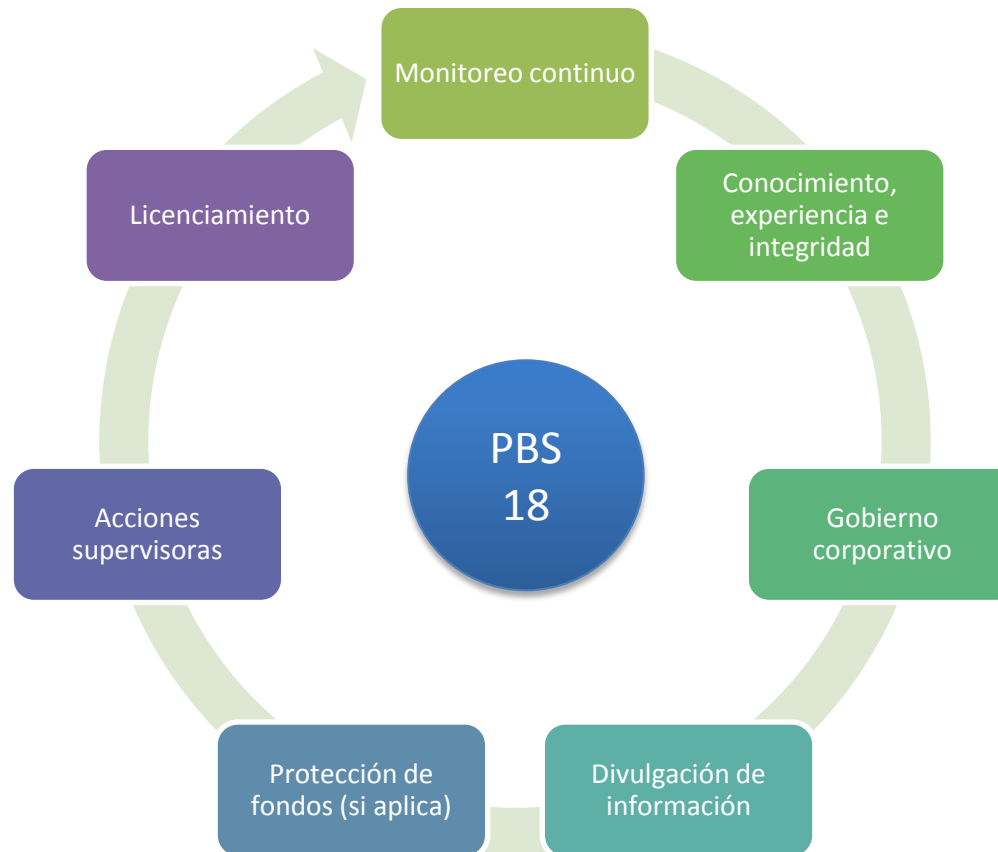 Monitoreo continuo
Conocimiento,
experiencia e
integridad
Gobierno
corporativo
Divulgación de
información
Protección de
fondos (si aplica)
Acciones
supervisoras
Licenciamiento
PBS
18